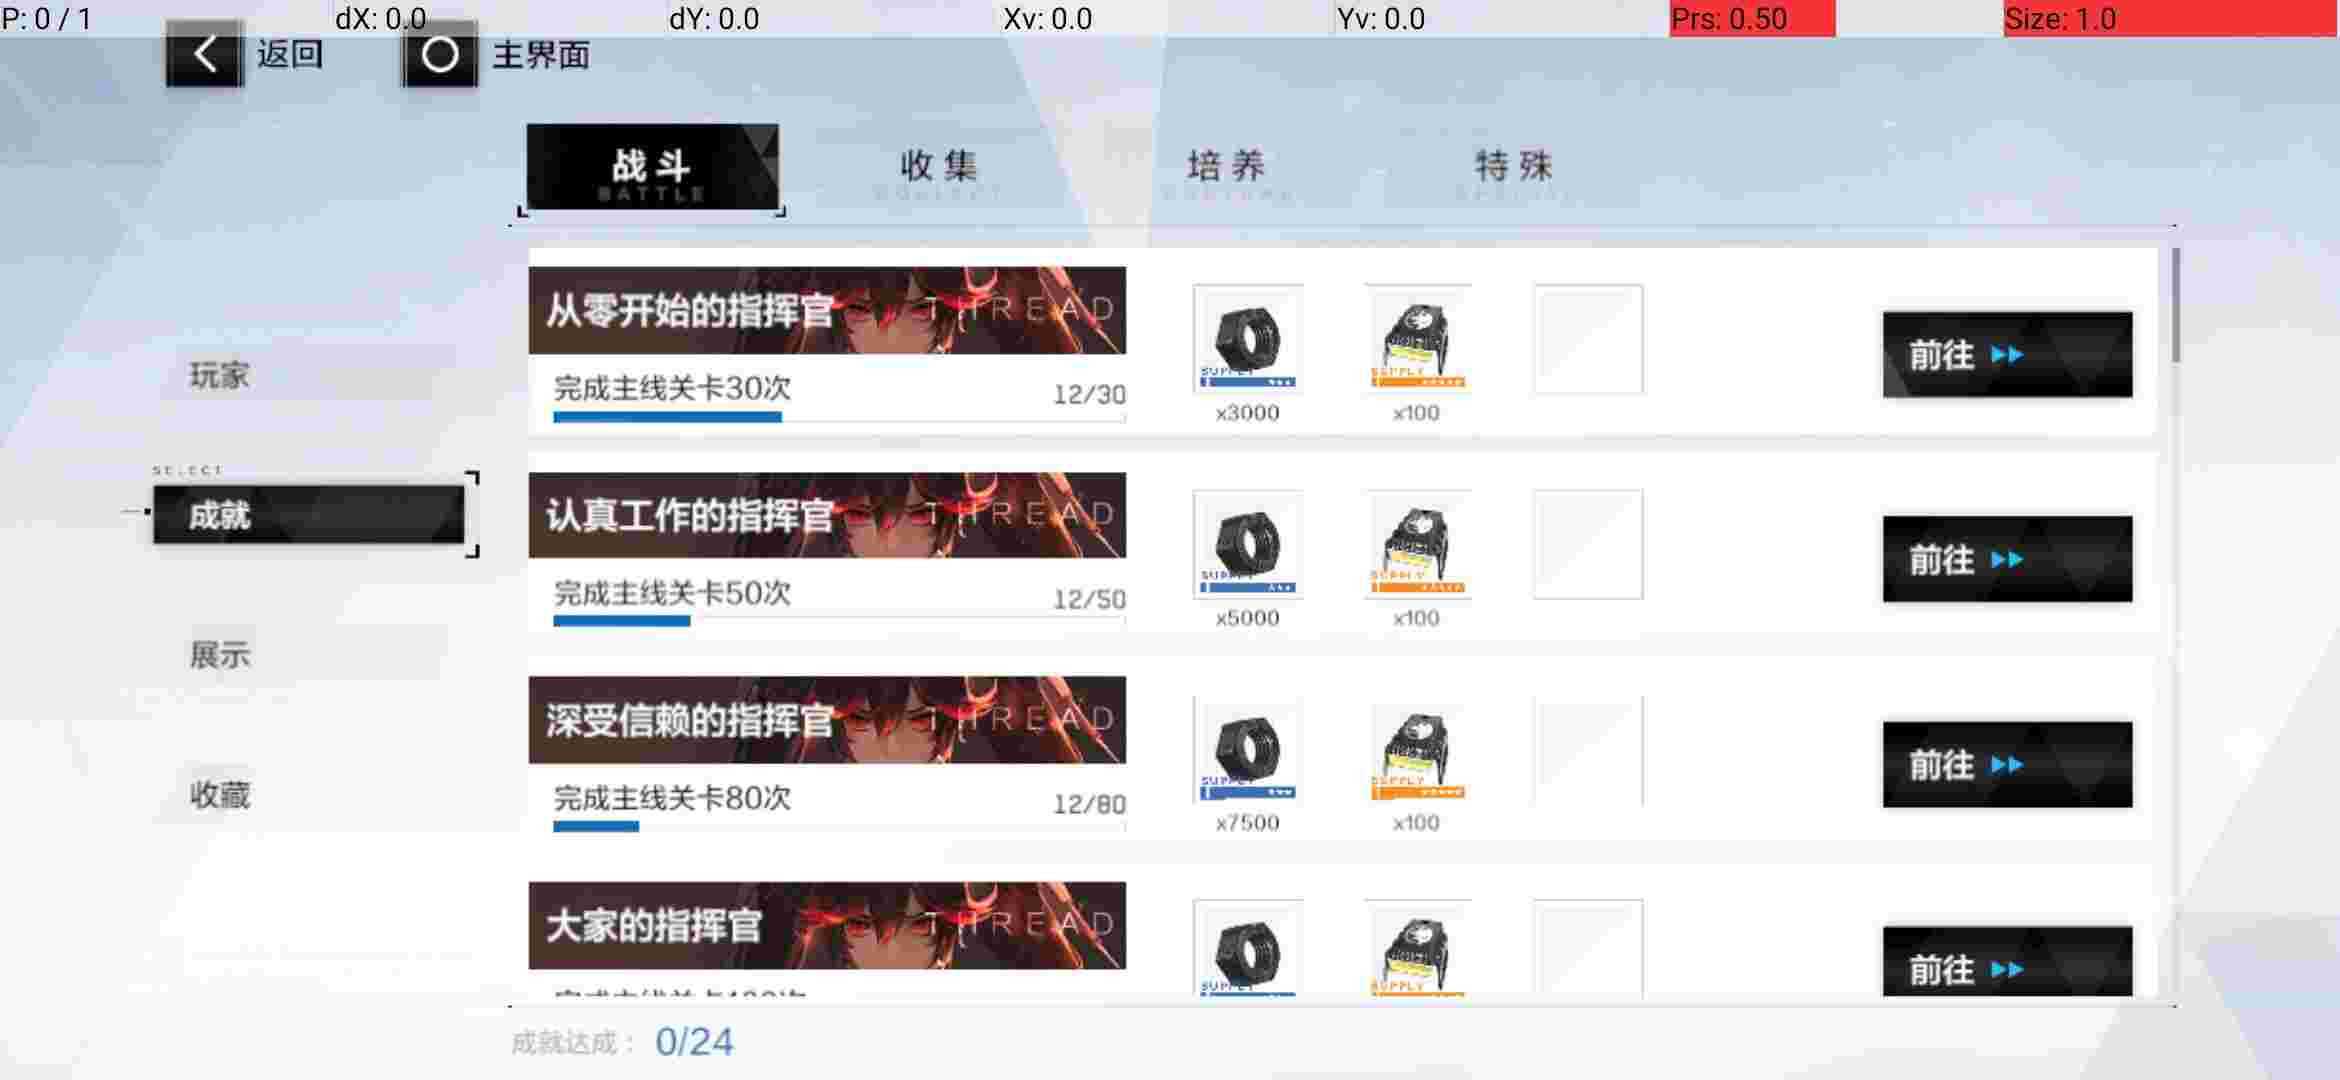 P: 0 / 1 dX: 0.0 dY: 0.0 Xv: 0.0 Yv: 0.0 Prs: 0.50 Size: 1.0
返回 主界面
战斗 收集 培养 特殊
BATTLE
从零开始的指挥官 THREAD
完成主线关卡30次 12/30
SUPPLY SUPPLY
x3000 x100
前往
玩家
SELECT
成就
展示
收藏
认真工作的指挥官 THREAD
完成主线关卡50次 12/50
SUPPLY SUPPLY
x5000 x100
前往
深受信赖的指挥官 THREAD
完成主线关卡80次 12/80
SUPPLY SUPPLY
x7500 x100
前往
大家的指挥官 THREAD
SUPPLY SUPPLY
前往
成就达成： 0/24